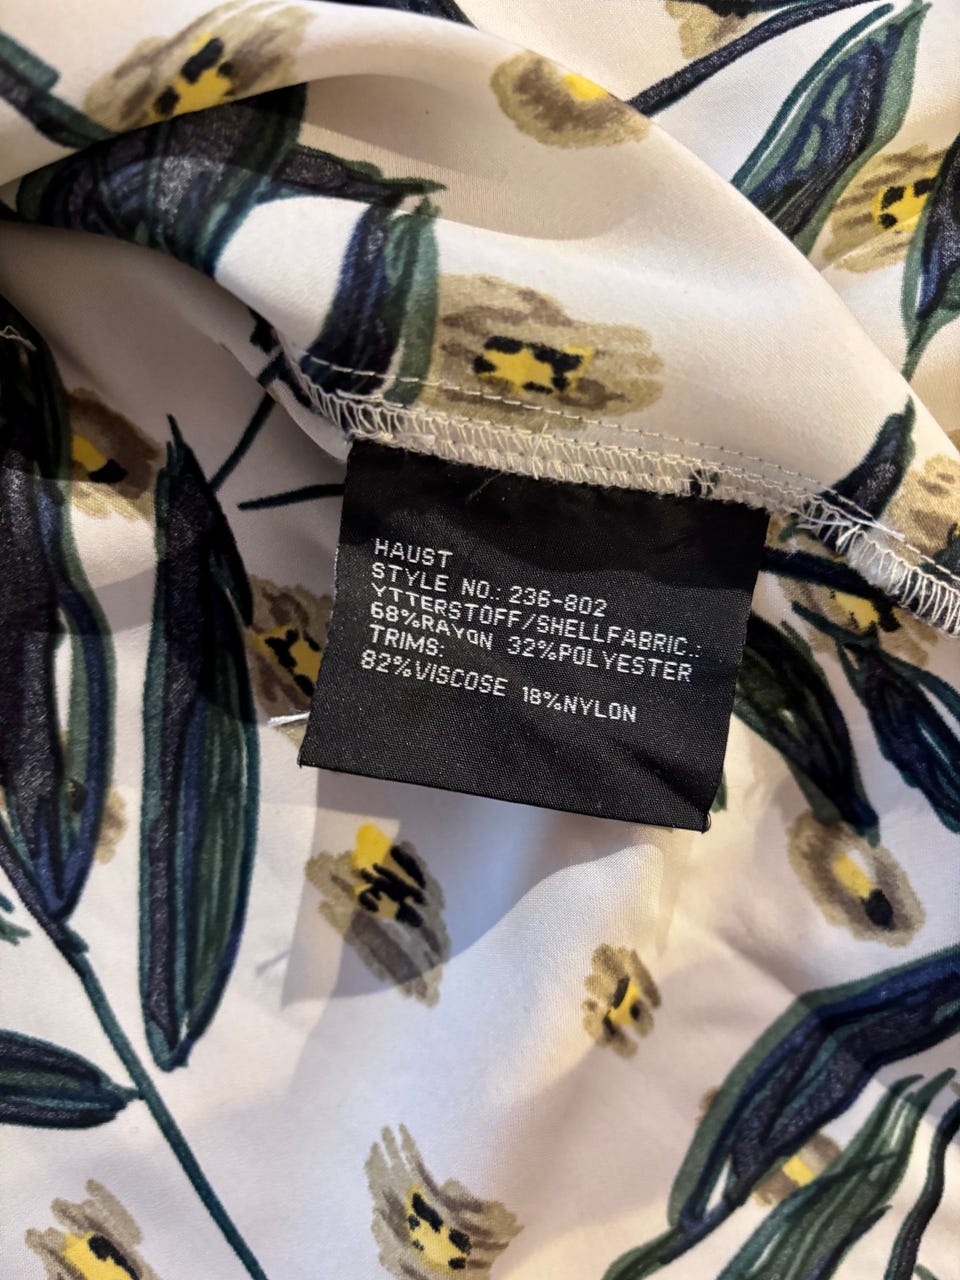 HAUST
STYLE NO.: 236-802
YTTERSTOFF/SHELLFABRIC.:
68%RAYON 32%POLYESTER
TRIMS:
82%VISCOSE 18%NYLON